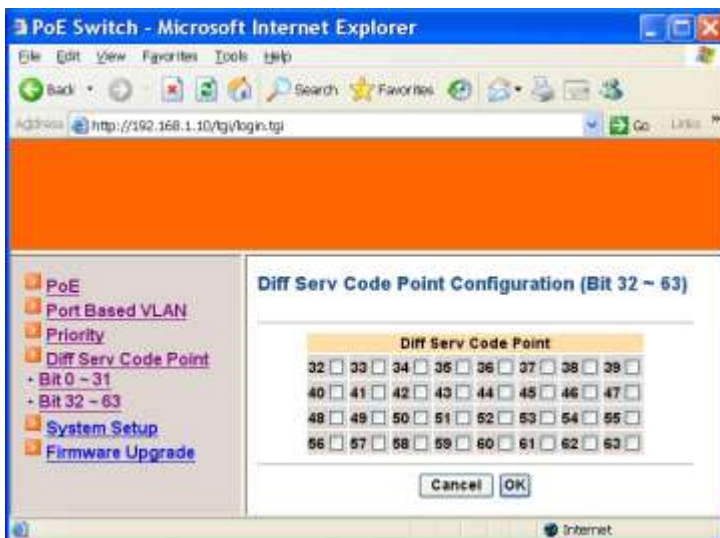 PoE Switch - Microsoft Internet Explorer
File Edit View Favorites Tools Help
Back Search Favorites
Address http://192.168.1.10/tgi/login.tgi Go Links »
PoE
Port Based VLAN
Priority
Diff Serv Code Point
• Bit 0 ~ 31
• Bit 32 ~ 63
System Setup
Firmware Upgrade
Diff Serv Code Point Configuration (Bit 32 ~ 63)
Diff Serv Code Point
32 33 34 35 36 37 38 39
40 41 42 43 44 45 46 47
48 49 50 51 52 53 54 55
56 57 58 59 60 61 62 63
Cancel OK
Internet